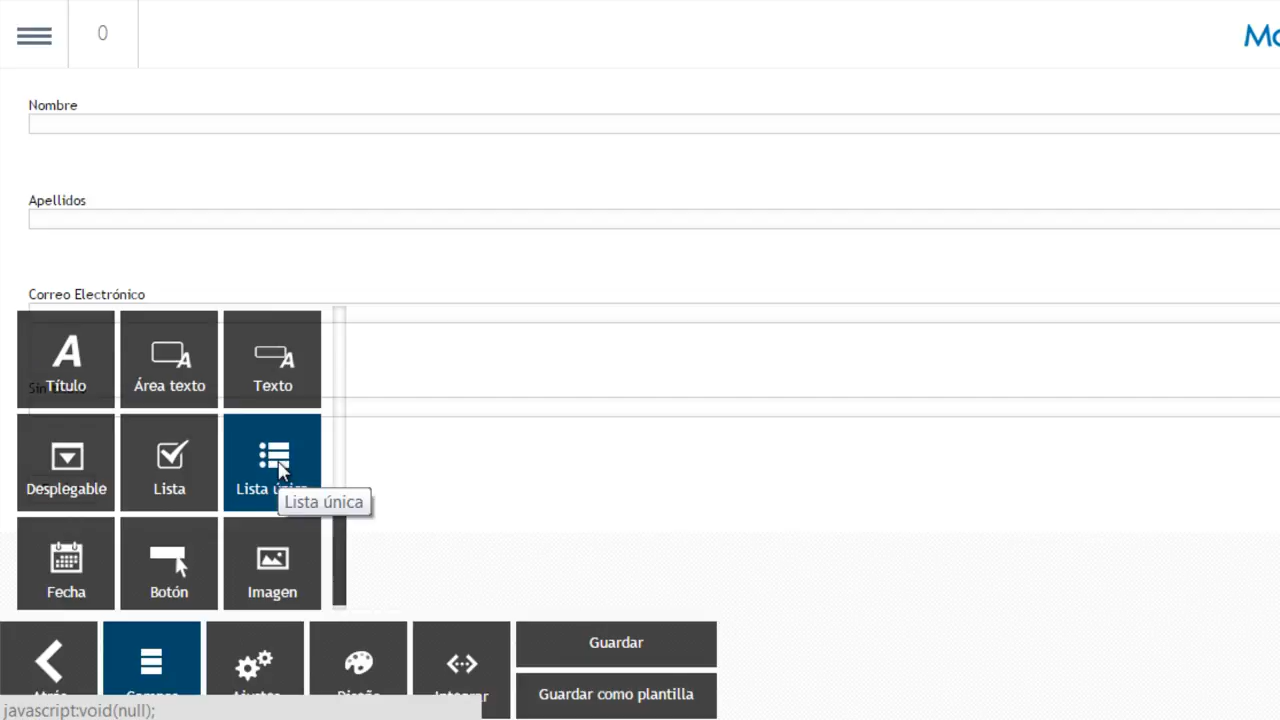 0
Nombre
Apellidos
Correo Electrónico
Título
Área texto
Texto
Desplegable
Lista
Lista
Lista única
Fecha
Botón
Imagen
Guardar
Guardar como plantilla
javascript:void(null);